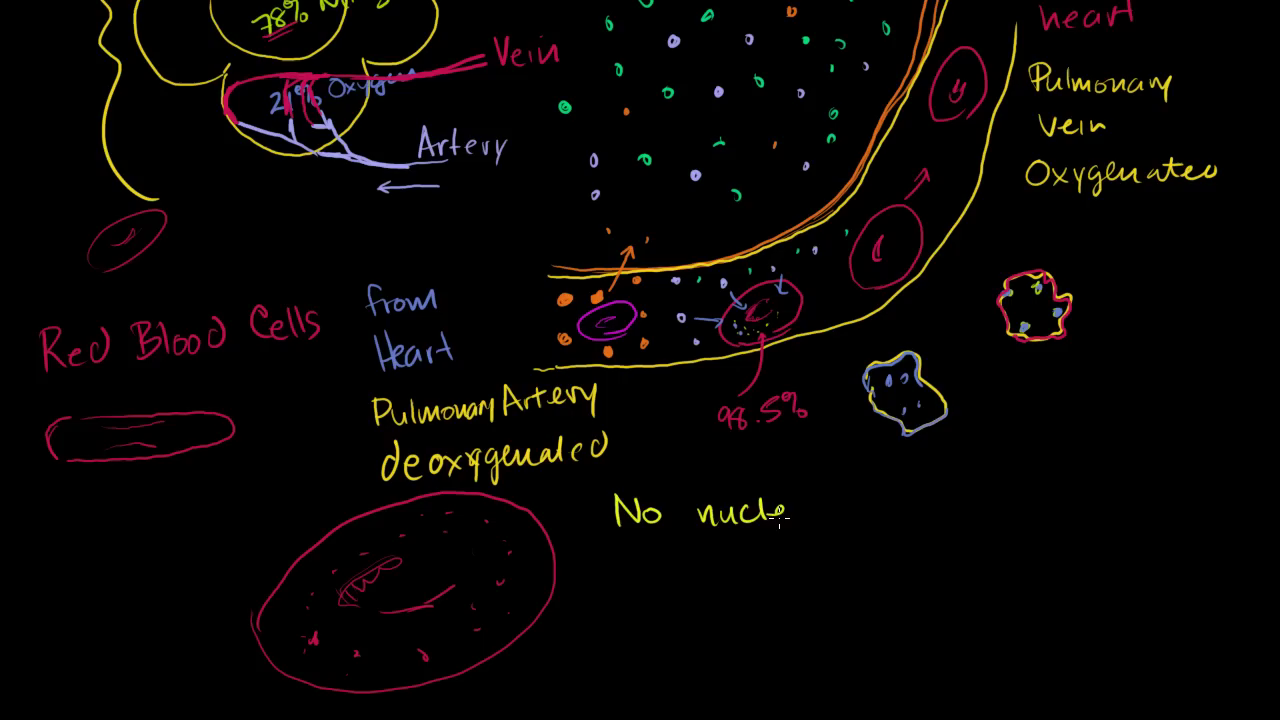 78%
21% Oxygen
Vein
Artery
heart
Pulmonary
vein
Oxygenated
Red Blood Cells
from
Heart
Pulmonary Artery
deoxygenated
98.5%
No nucle